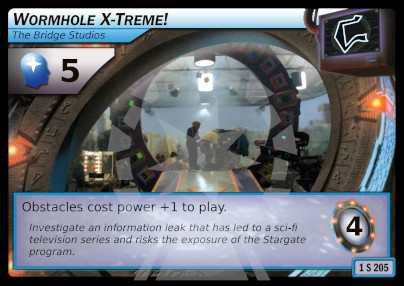 WORMHOLE X-TREME!
The Bridge Studios
5
Obstacles cost power +1 to play.
Investigate an information leak that has led to a sci-fi
television series and risks the exposure of the Stargate
program.
4
1 S 205